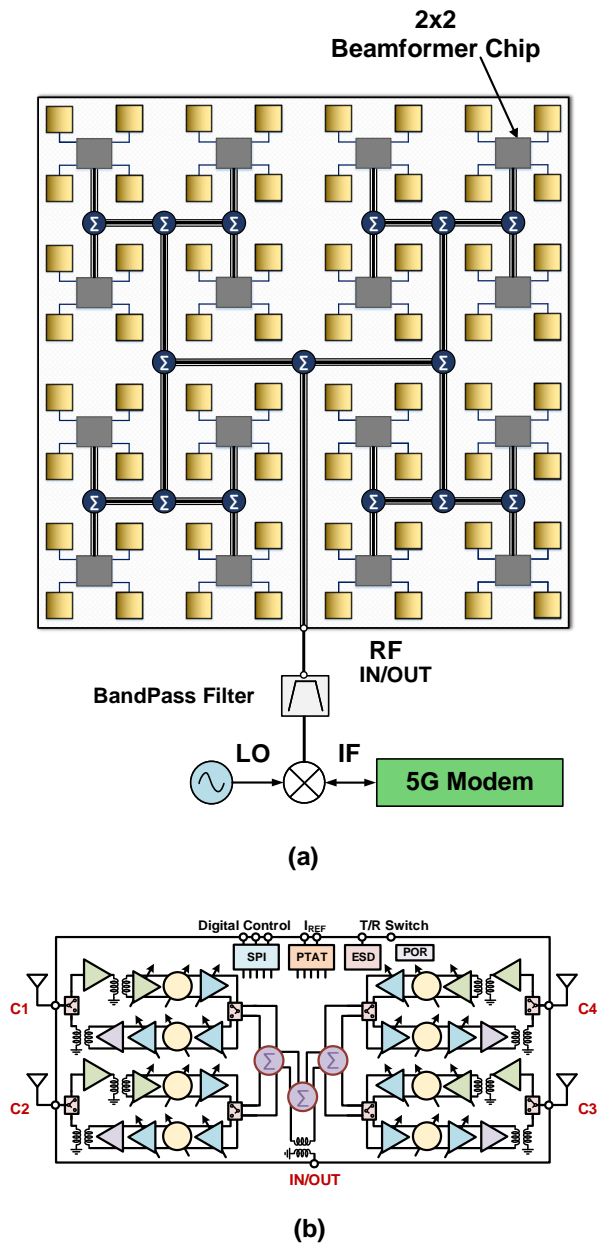 2x2
Beamformer Chip
Σ Σ Σ Σ Σ Σ
Σ Σ Σ
Σ Σ Σ Σ Σ Σ
RF
IN/OUT
BandPass Filter
LO IF
5G Modem
(a)
Digital Control I_REF T/R Switch
SPI PTAT ESD POR
C1 C4
Σ Σ
Σ
C2 C3
IN/OUT
(b)